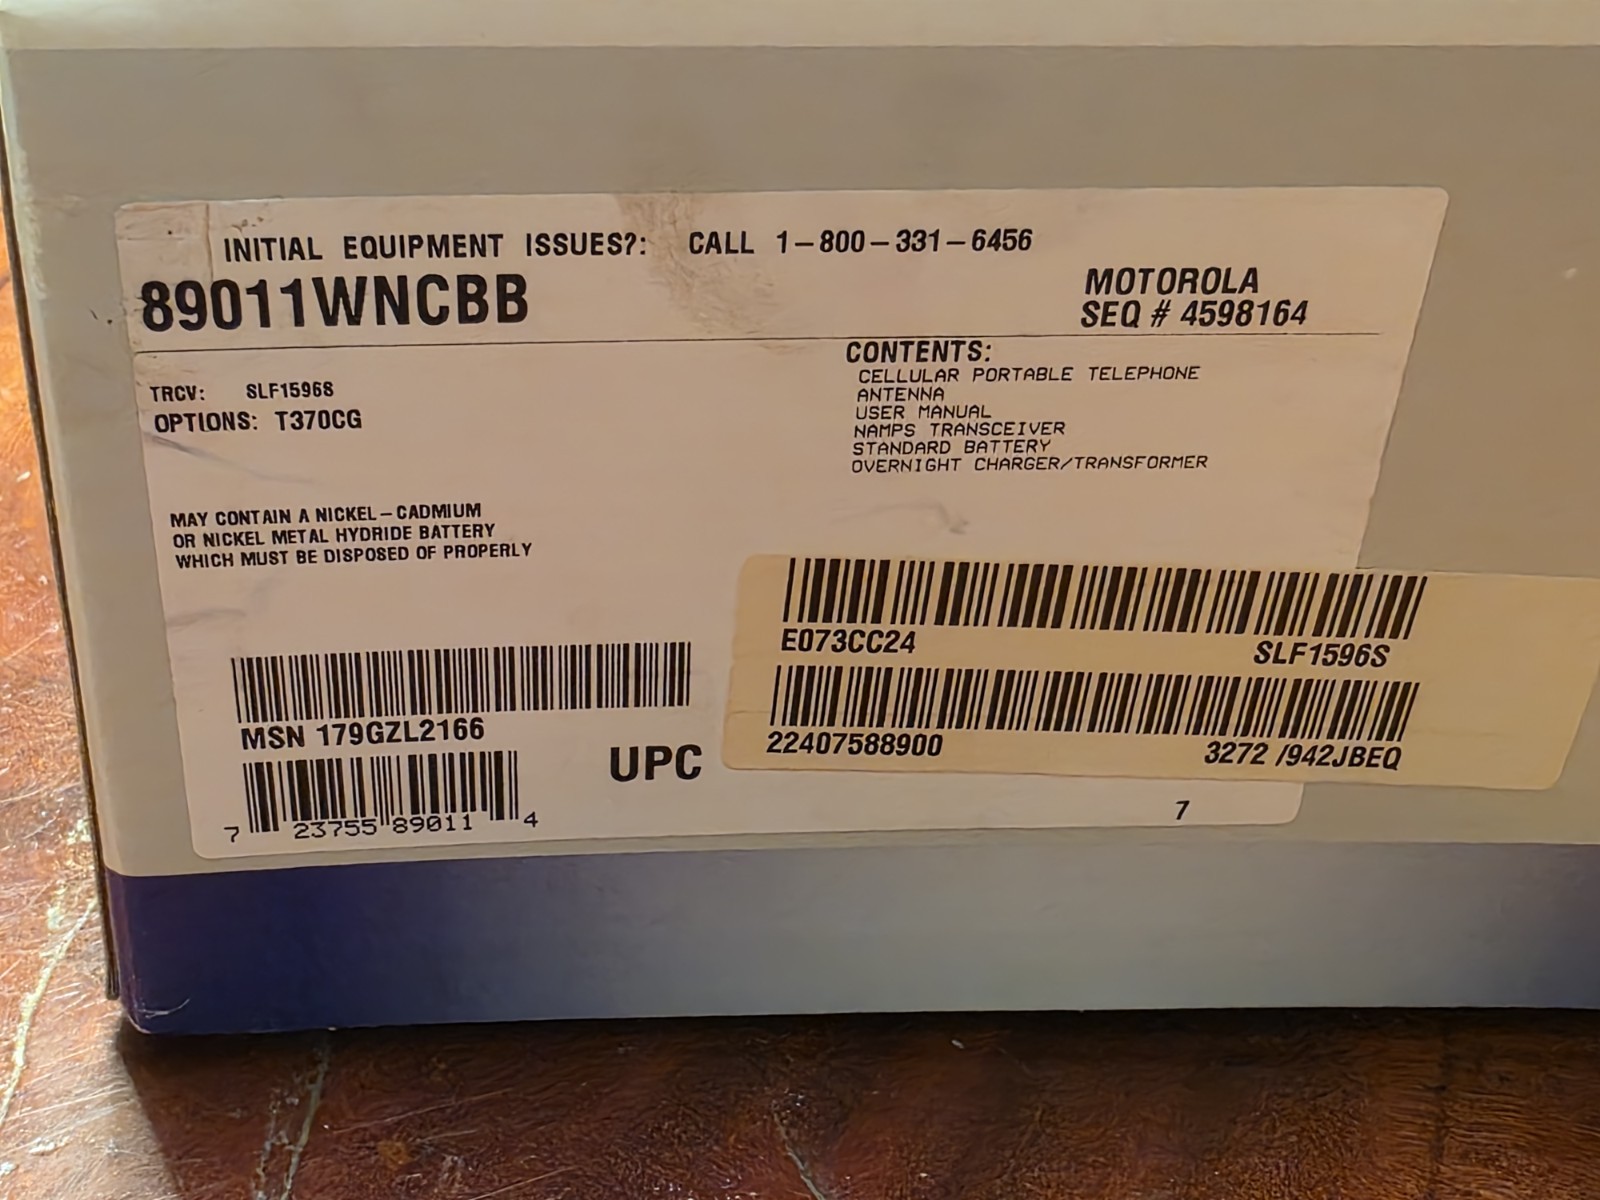 INITIAL EQUIPMENT ISSUES?: CALL 1-800-331-6456
89011WNCBB
MOTOROLA
SEQ # 4598164
TRCV: SLF1596S
OPTIONS: T370CG
CONTENTS:
CELLULAR PORTABLE TELEPHONE
ANTENNA
USER MANUAL
NAMPS TRANSCEIVER
STANDARD BATTERY
OVERNIGHT CHARGER/TRANSFORMER
MAY CONTAIN A NICKEL-CADMIUM
OR NICKEL METAL HYDRIDE BATTERY
WHICH MUST BE DISPOSED OF PROPERLY
E073CC24 SLF1596S
22407588900 3272 /942JBEQ
MSN 179GZL2166
UPC
7 23755 89011 4
7